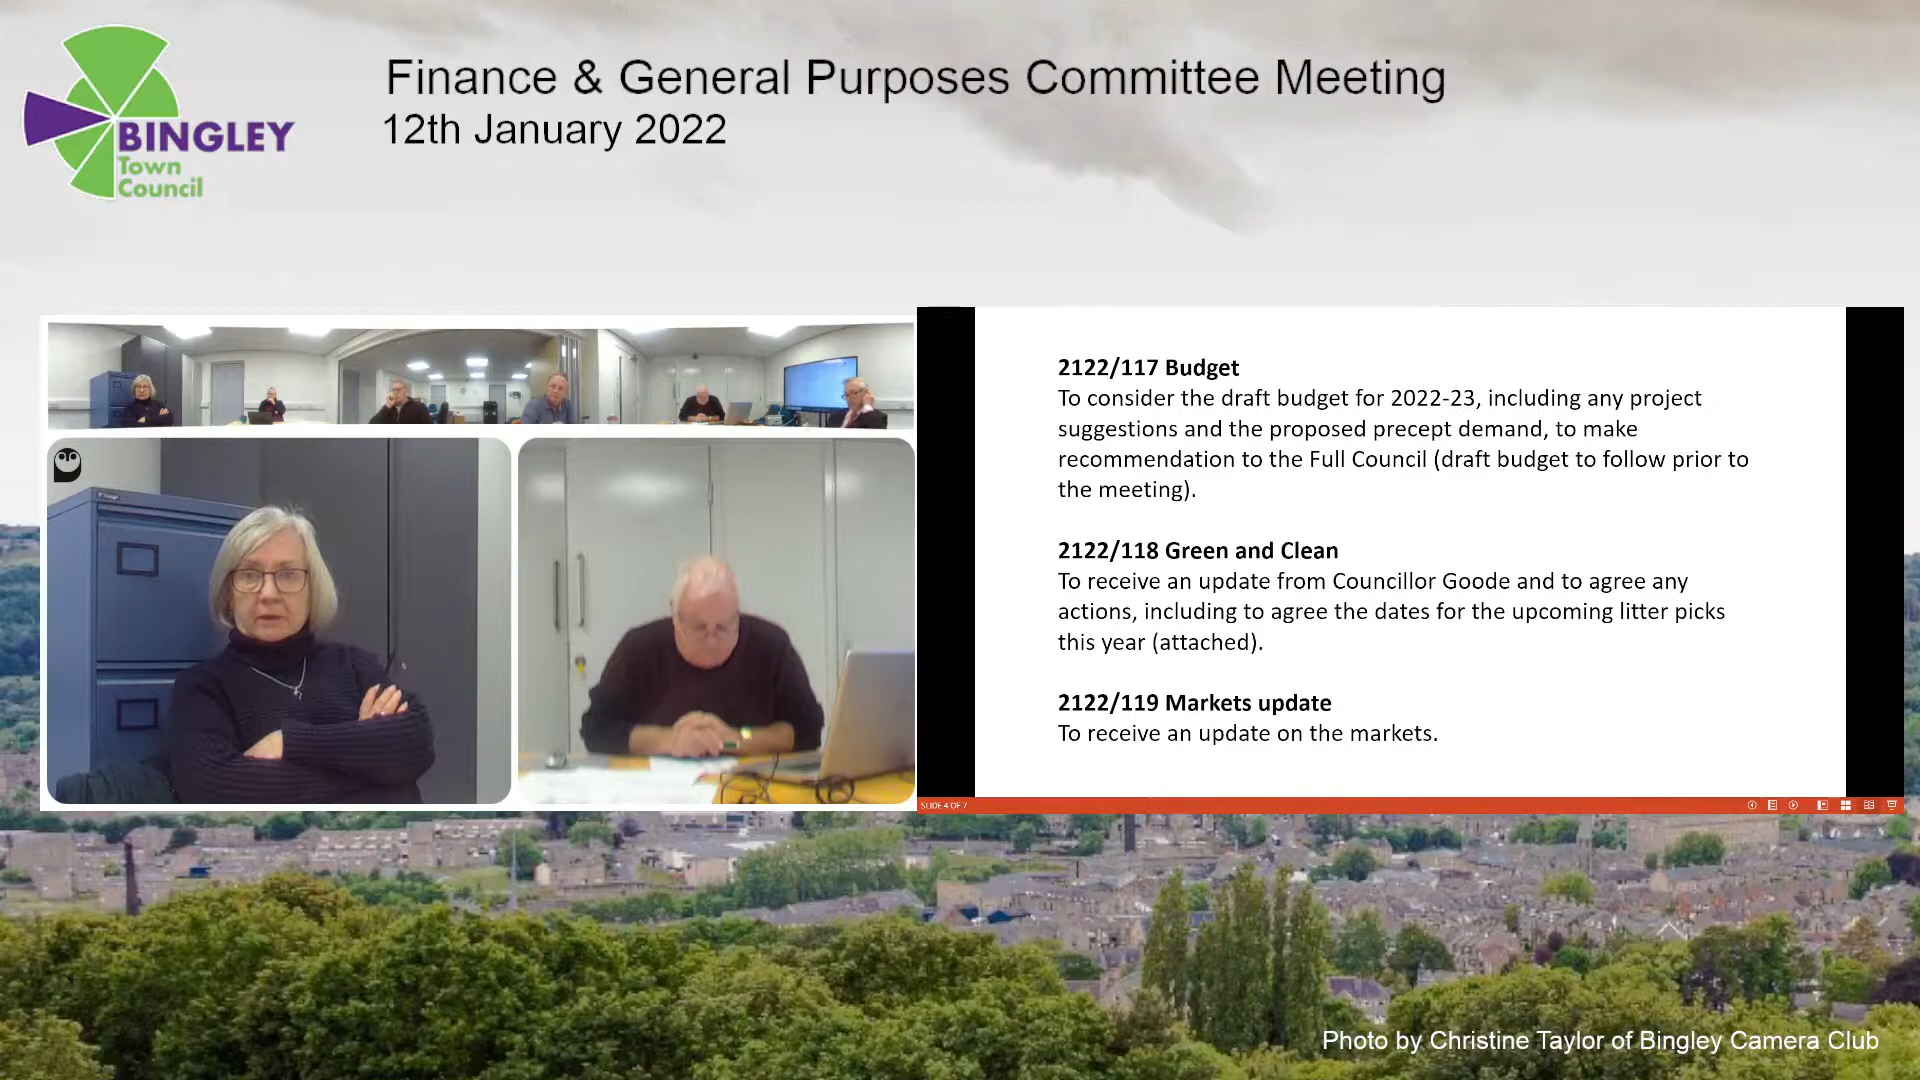 BINGLEY
Town
Council
Finance & General Purposes Committee Meeting
12th January 2022
2122/117 Budget
To consider the draft budget for 2022-23, including any project
suggestions and the proposed precept demand, to make
recommendation to the Full Council (draft budget to follow prior to
the meeting).
2122/118 Green and Clean
To receive an update from Councillor Goode and to agree any
actions, including to agree the dates for the upcoming litter picks
this year (attached).
2122/119 Markets update
To receive an update on the markets.
SLIDE 4 OF 7
Photo by Christine Taylor of Bingley Camera Club